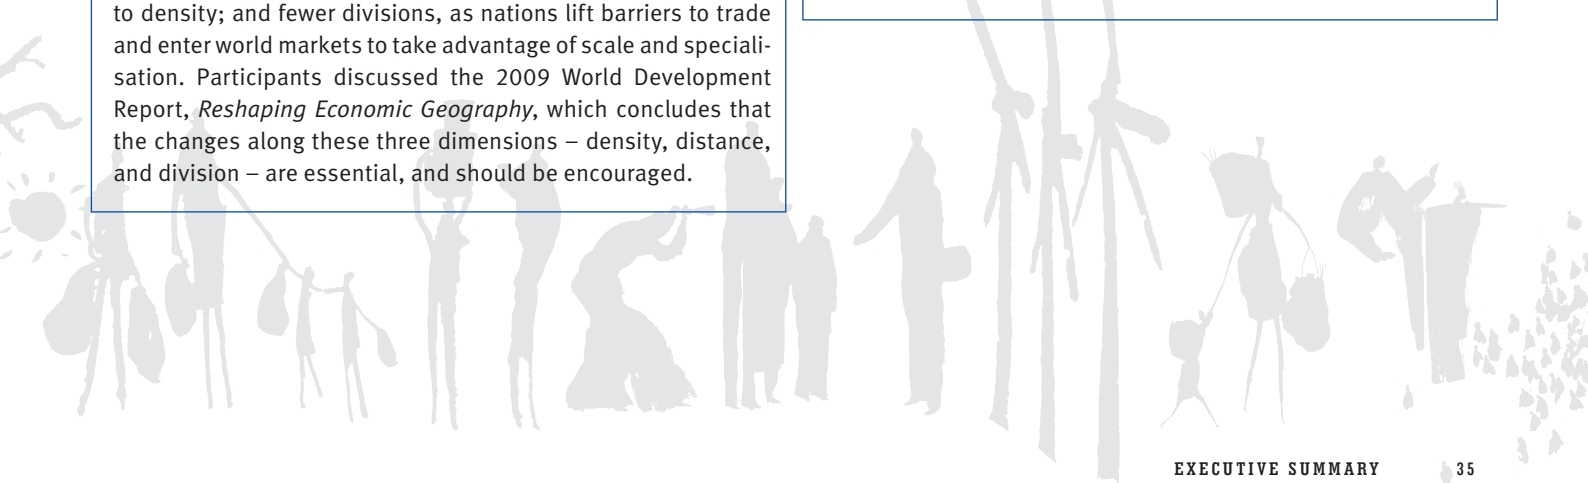 to density; and fewer divisions, as nations lift barriers to trade
and enter world markets to take advantage of scale and speciali-
sation. Participants discussed the 2009 World Development
Report, Reshaping Economic Geography, which concludes that
the changes along these three dimensions – density, distance,
and division – are essential, and should be encouraged.
EXECUTIVE SUMMARY 35